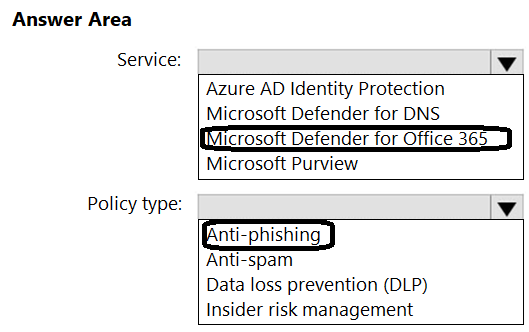 Answer Area
Service:
Azure AD Identity Protection
Microsoft Defender for DNS
Microsoft Defender for Office 365
Microsoft Purview
Policy type:
Anti-phishing
Anti-spam
Data loss prevention (DLP)
Insider risk management